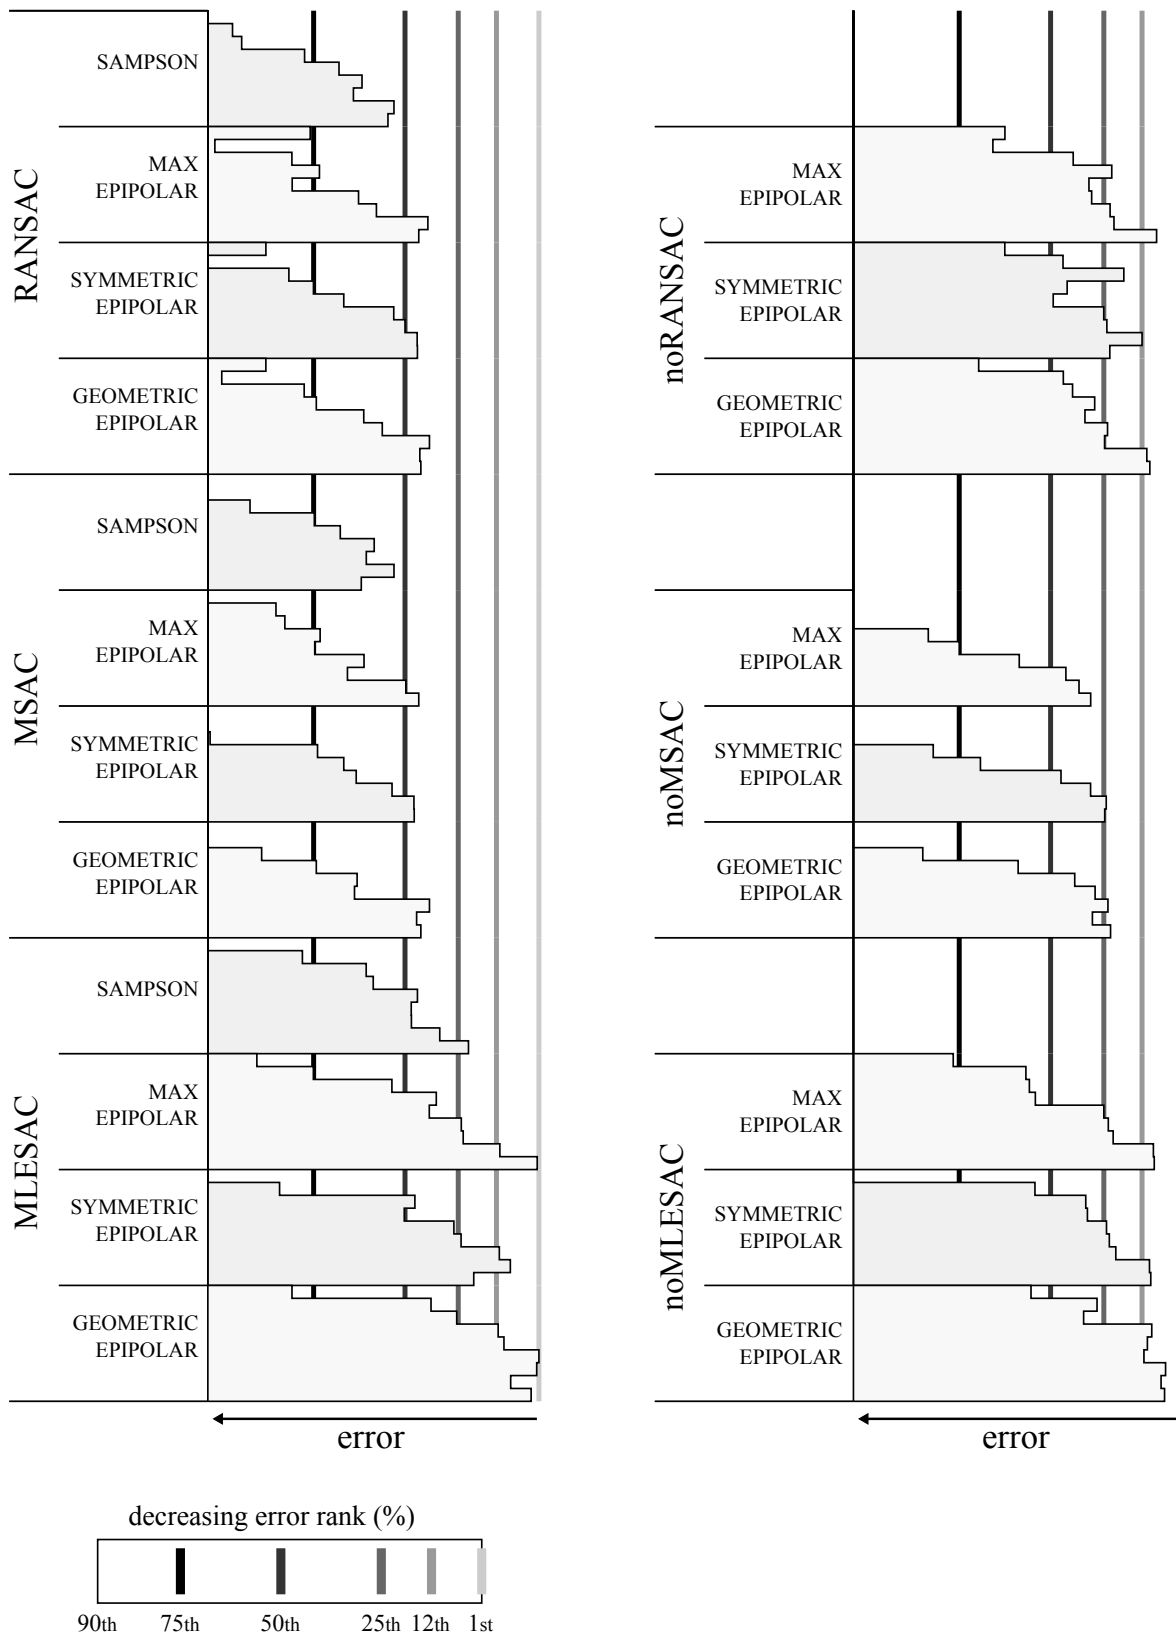 RANSAC
SAMPSON
MAX
EPIPOLAR
SYMMETRIC
EPIPOLAR
GEOMETRIC
EPIPOLAR
MSAC
SAMPSON
MAX
EPIPOLAR
SYMMETRIC
EPIPOLAR
GEOMETRIC
EPIPOLAR
MLESAC
SAMPSON
MAX
EPIPOLAR
SYMMETRIC
EPIPOLAR
GEOMETRIC
EPIPOLAR
error
noRANSAC
MAX
EPIPOLAR
SYMMETRIC
EPIPOLAR
GEOMETRIC
EPIPOLAR
noMSAC
MAX
EPIPOLAR
SYMMETRIC
EPIPOLAR
GEOMETRIC
EPIPOLAR
noMLESAC
MAX
EPIPOLAR
SYMMETRIC
EPIPOLAR
GEOMETRIC
EPIPOLAR
error
decreasing error rank (%)
90th 75th 50th 25th 12th 1st